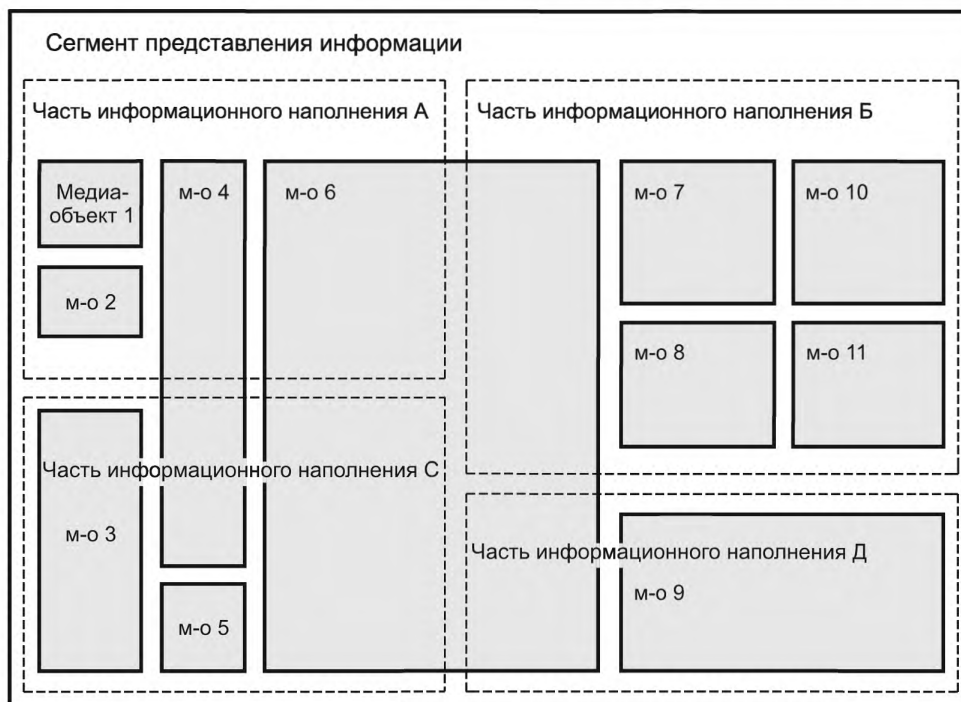 Сегмент представления информации
Часть информационного наполнения А
Часть информационного наполнения Б
Медиа-
объект 1
м-о 4
м-о 6
м-о 7
м-о 10
м-о 2
м-о 8
м-о 11
Часть информационного наполнения С
м-о 3
м-о 5
Часть информационного наполнения Д
м-о 9